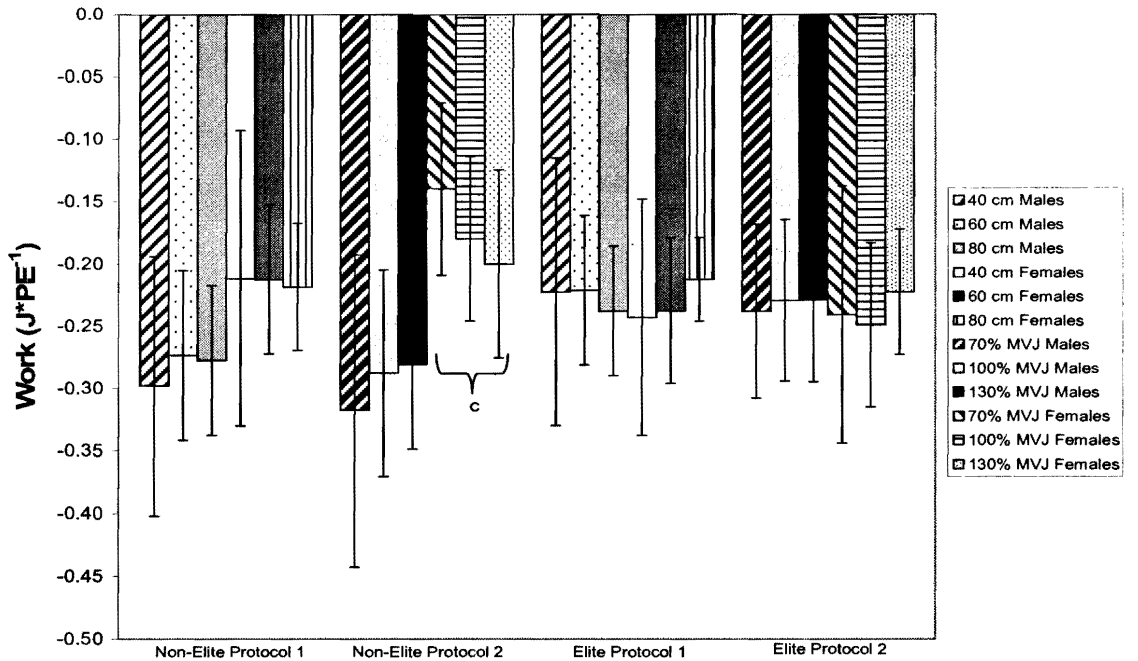 0.0
-0.05
-0.10
-0.15
-0.20
-0.25
-0.30
-0.35
-0.40
-0.45
-0.50
Work (J*PE⁻¹)
c
Non-Elite Protocol 1
Non-Elite Protocol 2
Elite Protocol 1
Elite Protocol 2
40 cm Males
60 cm Males
80 cm Males
40 cm Females
60 cm Females
80 cm Females
70% MVJ Males
100% MVJ Males
130% MVJ Males
70% MVJ Females
100% MVJ Females
130% MVJ Females